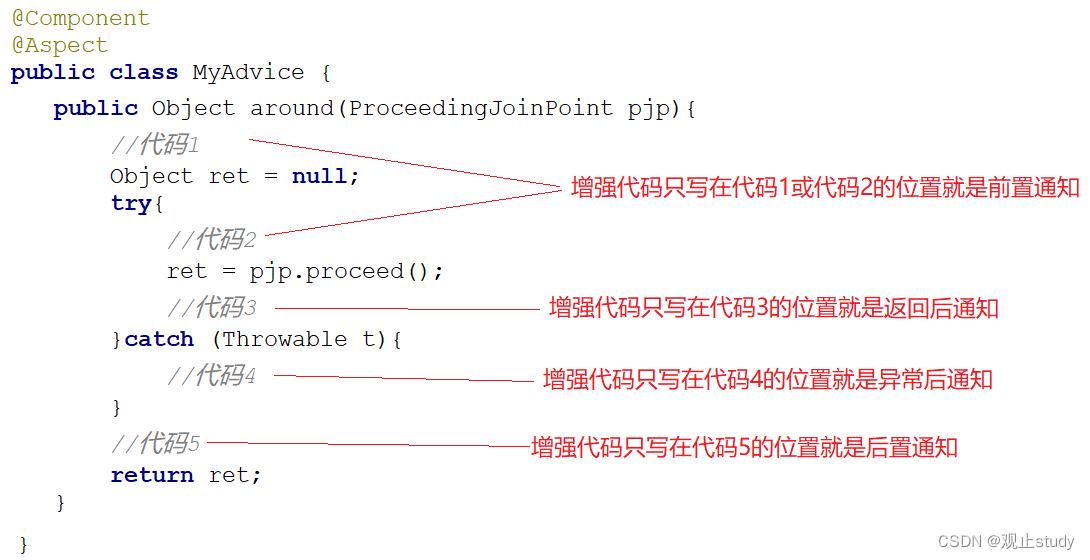 @Component
@Aspect
public class MyAdvice {
public Object around(ProceedingJoinPoint pjp){
//代码1
Object ret = null;
增强代码只写在代码1或代码2的位置就是前置通知
try{
//代码2
ret = pjp.proceed();
//代码3
增强代码只写在代码3的位置就是返回后通知
}catch (Throwable t){
//代码4
增强代码只写在代码4的位置就是异常后通知
}
//代码5
增强代码只写在代码5的位置就是后置通知
return ret;
}
}
CSDN @观止study